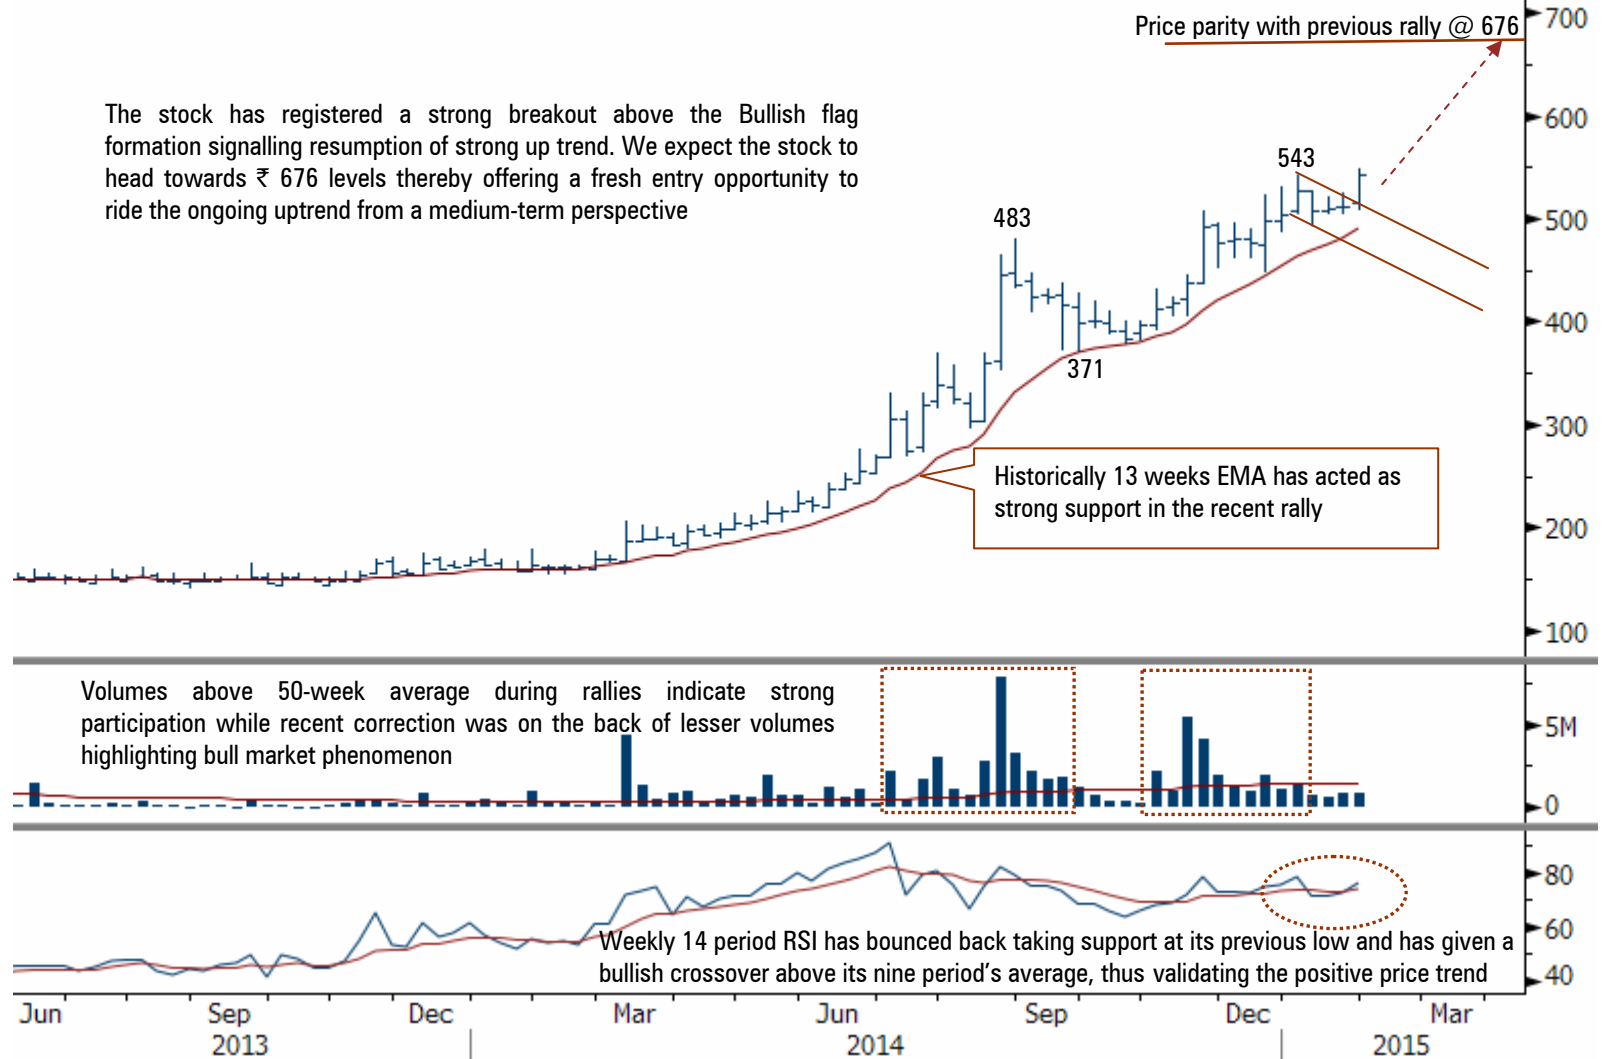 700
Price parity with previous rally @ 676
The stock has registered a strong breakout above the Bullish flag
formation signalling resumption of strong up trend. We expect the stock to
head towards ₹ 676 levels thereby offering a fresh entry opportunity to
ride the ongoing uptrend from a medium-term perspective
600
543
483
500
400
371
300
Historically 13 weeks EMA has acted as
strong support in the recent rally
200
100
Volumes above 50-week average during rallies indicate strong
participation while recent correction was on the back of lesser volumes
highlighting bull market phenomenon
5M
0
80
60
Weekly 14 period RSI has bounced back taking support at its previous low and has given a
bullish crossover above its nine period's average, thus validating the positive price trend
40
Jun Sep Dec Mar Jun Sep Dec Mar
2013 2014 2015